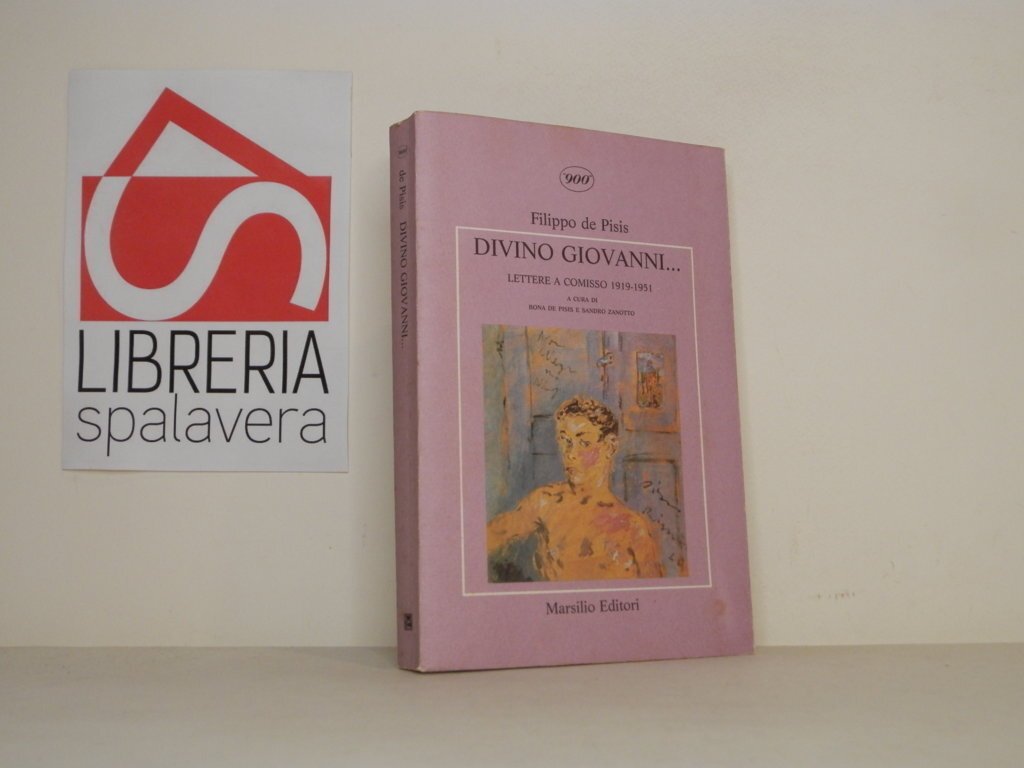 LIBRERIA
spalavera
900
de Pisis DIVINO GIOVANNI...
'900
Filippo de Pisis
DIVINO GIOVANNI...
LETTERE A COMISSO 1919-1951
A CURA DI
BONA DE PISIS E SANDRO ZANOTTO
Marsilio Editori